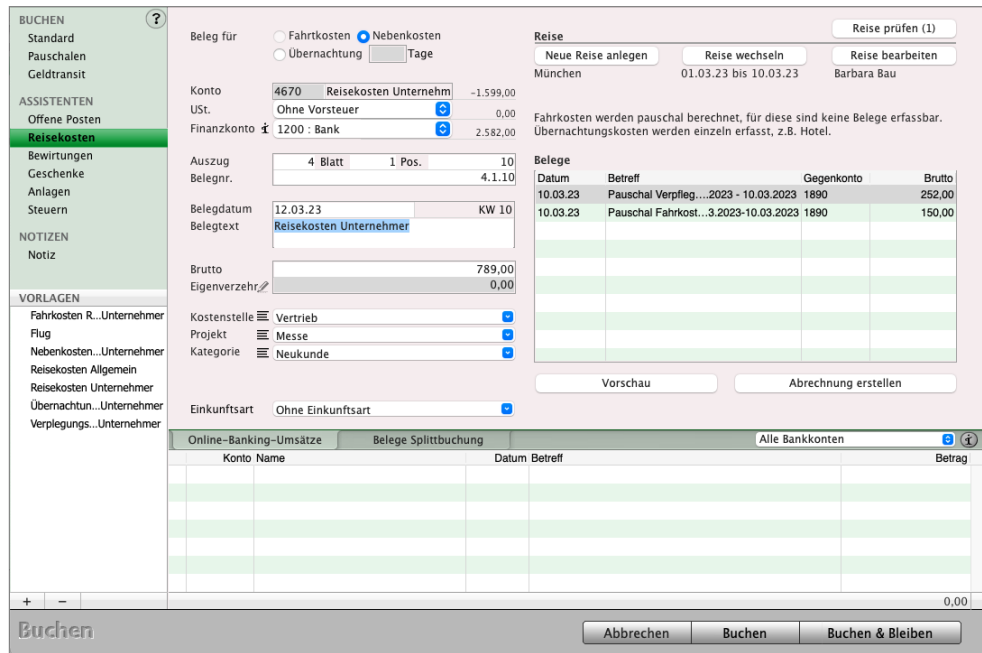 BUCHEN
?
Standard
Pauschalen
Geldtransit
ASSISTENTEN
Offene Posten
Reisekosten
Bewirtungen
Geschenke
Anlagen
Steuern
NOTIZEN
Notiz
VORLAGEN
Fahrkosten R...Unternehmer
Flug
Nebenkosten...Unternehmer
Reisekosten Allgemein
Reisekosten Unternehmer
Übernachtun...Unternehmer
Verplegungs...Unternehmer
Beleg für Fahrtkosten Nebenkosten
Übernachtung Tage
Konto 4670 Reisekosten Unternehm -1.599,00
USt. Ohne Vorsteuer 0,00
Finanzkonto i 1200 : Bank 2.582,00
Auszug 4 Blatt 1 Pos. 10
Belegnr. 4.1.10
Belegdatum 12.03.23 KW 10
Belegtext Reisekosten Unternehmer
Brutto 789,00
Eigenverzehr 0,00
Kostenstelle Vertrieb
Projekt Messe
Kategorie Neukunde
Einkunftsart Ohne Einkunftsart
Reise Reise prüfen (1)
Neue Reise anlegen Reise wechseln Reise bearbeiten
München 01.03.23 bis 10.03.23 Barbara Bau
Fahrkosten werden pauschal berechnet, für diese sind keine Belege erfassbar.
Übernachtungskosten werden einzeln erfasst, z.B. Hotel.
Belege
Datum Betreff Gegenkonto Brutto
10.03.23 Pauschal Verpfleg....2023 - 10.03.2023 1890 252,00
10.03.23 Pauschal Fahrkost...3.2023-10.03.2023 1890 150,00
Vorschau Abrechnung erstellen
Online-Banking-Umsätze Belege Splittbuchung Alle Bankkonten i
Konto Name Datum Betreff Betrag
+ − 0,00
Buchen Abbrechen Buchen Buchen & Bleiben